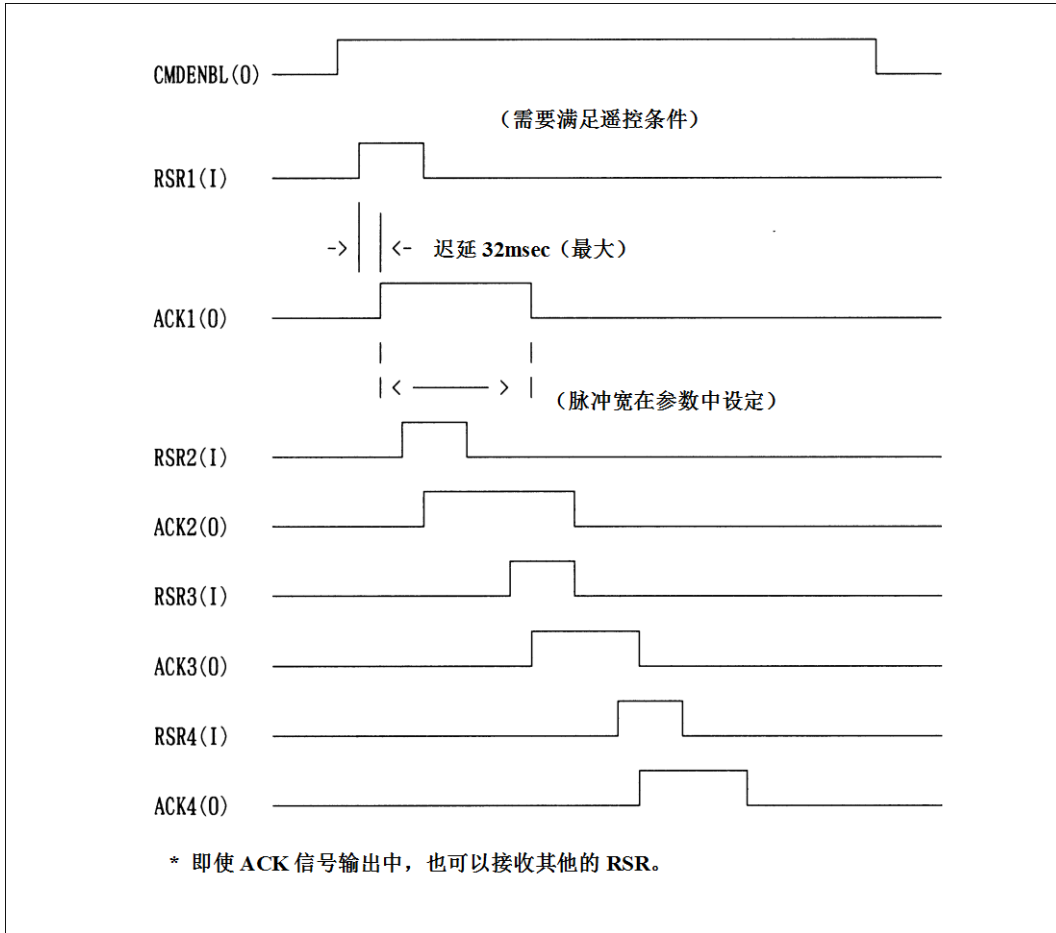 CMDENBL(O)
（需要满足遥控条件）
RSR1(I)
迟延 32msec（最大）
ACK1(O)
（脉冲宽在参数中设定）
RSR2(I)
ACK2(O)
RSR3(I)
ACK3(O)
RSR4(I)
ACK4(O)
* 即使 ACK 信号输出中，也可以接收其他的 RSR。